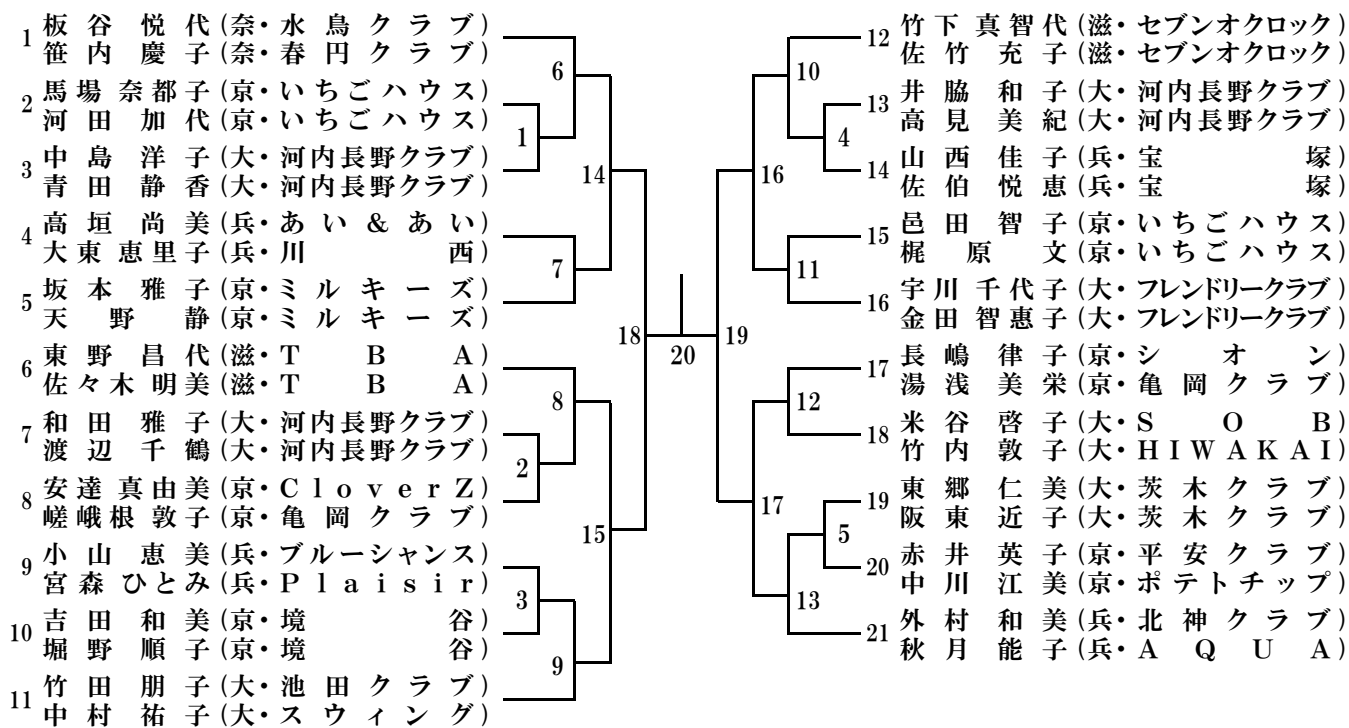 1 板谷悦代(奈・水鳥クラブ)
笹内慶子(奈・春円クラブ)
2 馬場奈都子(京・いちごハウス)
河田加代(京・いちごハウス)
3 中島洋子(大・河内長野クラブ)
青田静香(大・河内長野クラブ)
4 高垣尚美(兵・あい&あい)
大東恵里子(兵・川西)
5 坂本雅子(京・ミルキーズ)
天野静(京・ミルキーズ)
6 東野昌代(滋・TBA)
佐々木明美(滋・TBA)
7 和田雅子(大・河内長野クラブ)
渡辺千鶴(大・河内長野クラブ)
8 安達真由美(京・CloverZ)
嵯峨根敦子(京・亀岡クラブ)
9 小山恵美(兵・ブルーシャンス)
宮森ひとみ(兵・Plaisir)
10 吉田和美(京・境谷)
堀野順子(京・境谷)
11 竹田朋子(大・池田クラブ)
中村祐子(大・スウィング)
6
1
14
7
18
8
2
15
3
9
20
19
10
4
16
11
12
17
5
13
12 竹下真智代(滋・セブンオクロック)
佐竹充子(滋・セブンオクロック)
13 井脇和子(大・河内長野クラブ)
高見美紀(大・河内長野クラブ)
14 山西佳子(兵・宝塚)
佐伯悦恵(兵・宝塚)
15 邑田智子(京・いちごハウス)
梶原文(京・いちごハウス)
16 宇川千代子(大・フレンドリークラブ)
金田智惠子(大・フレンドリークラブ)
17 長嶋律子(京・シオン)
湯浅美栄(京・亀岡クラブ)
18 米谷啓子(大・SOB)
竹内敦子(大・HIWAKAI)
19 東郷仁美(大・茨木クラブ)
阪東近子(大・茨木クラブ)
20 赤井英子(京・平安クラブ)
中川江美(京・ポテトチップ)
21 外村和美(兵・北神クラブ)
秋月能子(兵・AQUA)